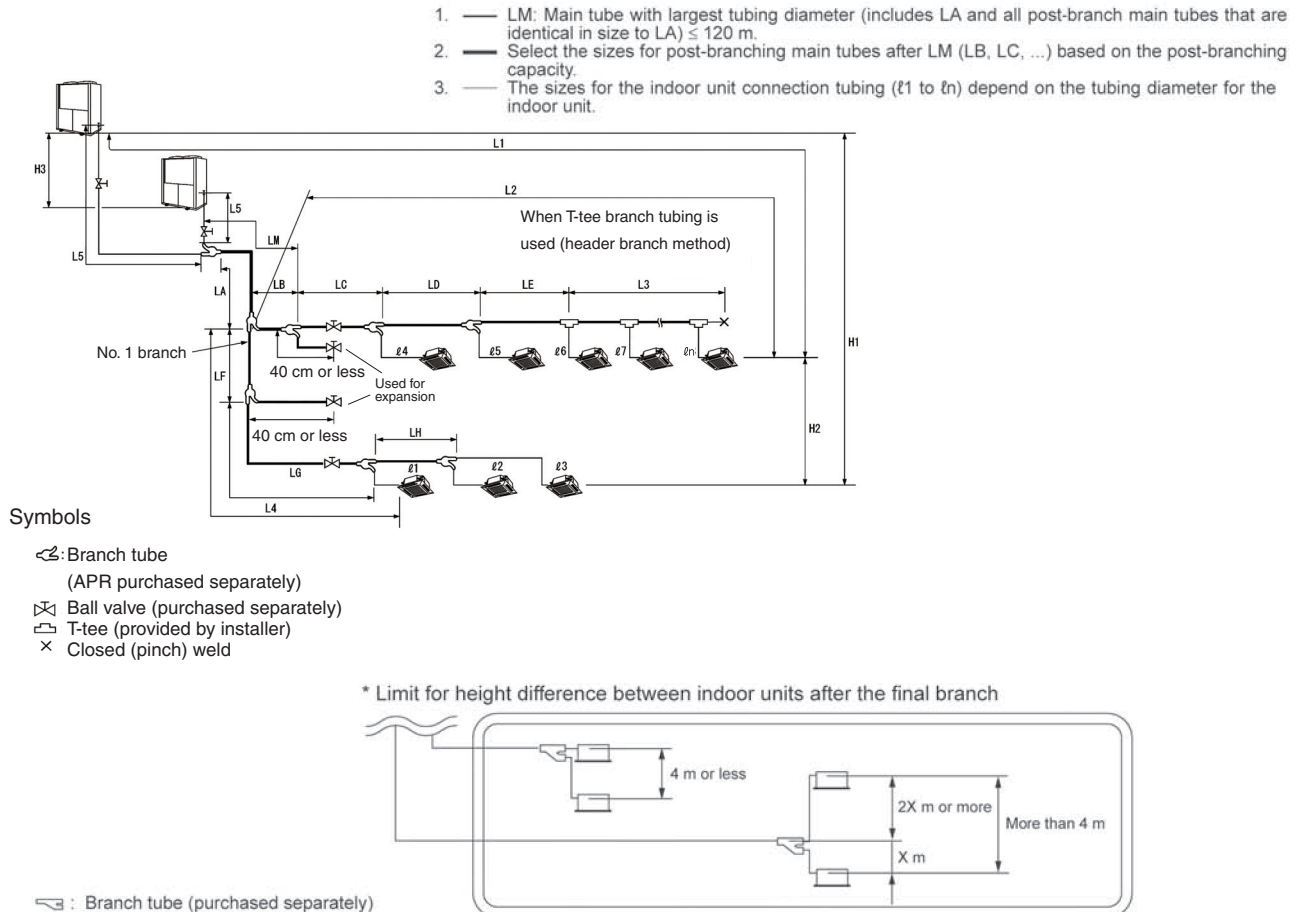 1. LM: Main tube with largest tubing diameter (includes LA and all post-branch main tubes that are
identical in size to LA) ≤ 120 m.
2. Select the sizes for post-branching main tubes after LM (LB, LC, ...) based on the post-branching
capacity.
3. The sizes for the indoor unit connection tubing (ℓ1 to ℓn) depend on the tubing diameter for the
indoor unit.
L1
H3
L2
L5
When T-tee branch tubing is
used (header branch method)
LM
L5
LA
LB
LC
LD
LE
L3
No. 1 branch
ℓ4
ℓ5
ℓ6
ℓ7
ℓn
H1
40 cm or less
Used for
expansion
LF
40 cm or less
LH
H2
LG
ℓ1
ℓ2
ℓ3
L4
Symbols
: Branch tube
(APR purchased separately)
Ball valve (purchased separately)
T-tee (provided by installer)
× Closed (pinch) weld
* Limit for height difference between indoor units after the final branch
4 m or less
2X m or more
More than 4 m
X m
: Branch tube (purchased separately)